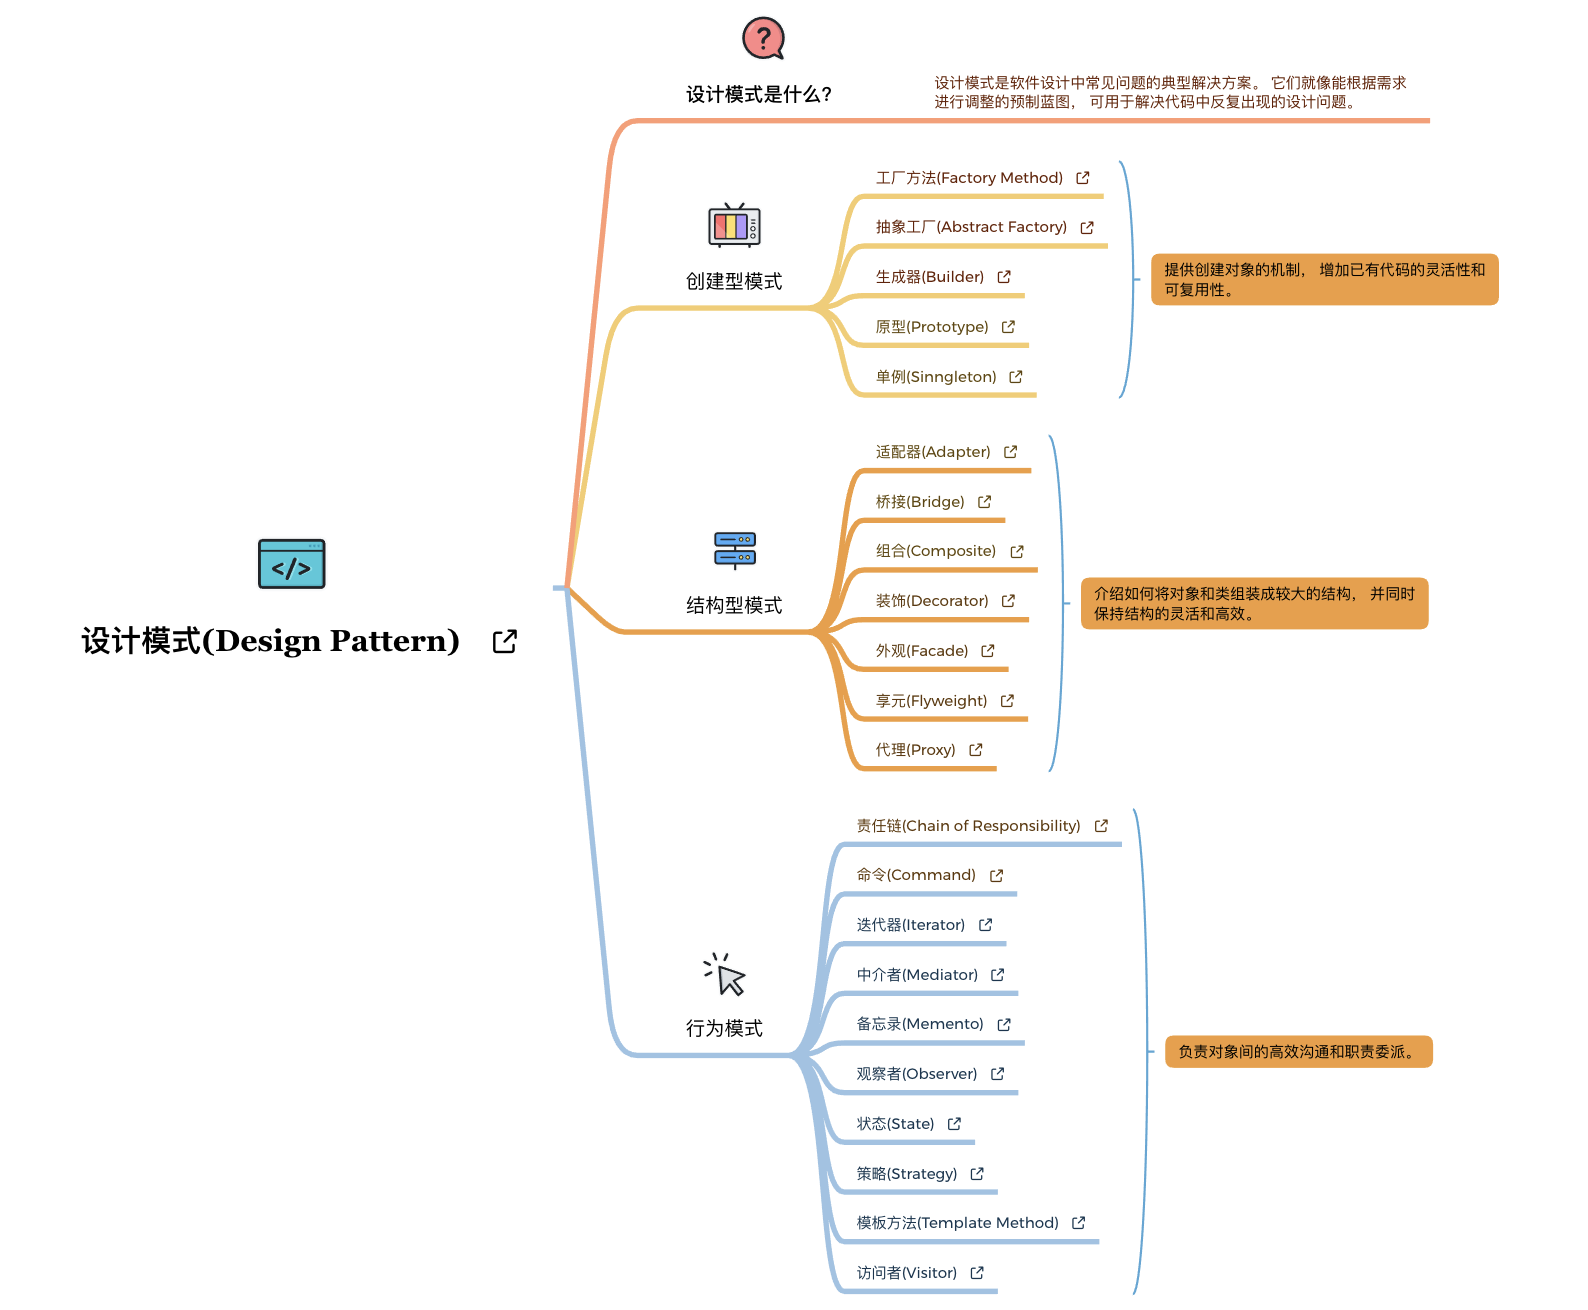 设计模式(Design Pattern)
设计模式是什么?
设计模式是软件设计中常见问题的典型解决方案。 它们就像能根据需求
进行调整的预制蓝图， 可用于解决代码中反复出现的设计问题。
创建型模式
工厂方法(Factory Method)
抽象工厂(Abstract Factory)
生成器(Builder)
原型(Prototype)
单例(Sinngleton)
提供创建对象的机制， 增加已有代码的灵活性和
可复用性。
结构型模式
适配器(Adapter)
桥接(Bridge)
组合(Composite)
装饰(Decorator)
外观(Facade)
享元(Flyweight)
代理(Proxy)
介绍如何将对象和类组装成较大的结构， 并同时
保持结构的灵活和高效。
行为模式
责任链(Chain of Responsibility)
命令(Command)
迭代器(Iterator)
中介者(Mediator)
备忘录(Memento)
观察者(Observer)
状态(State)
策略(Strategy)
模板方法(Template Method)
访问者(Visitor)
负责对象间的高效沟通和职责委派。